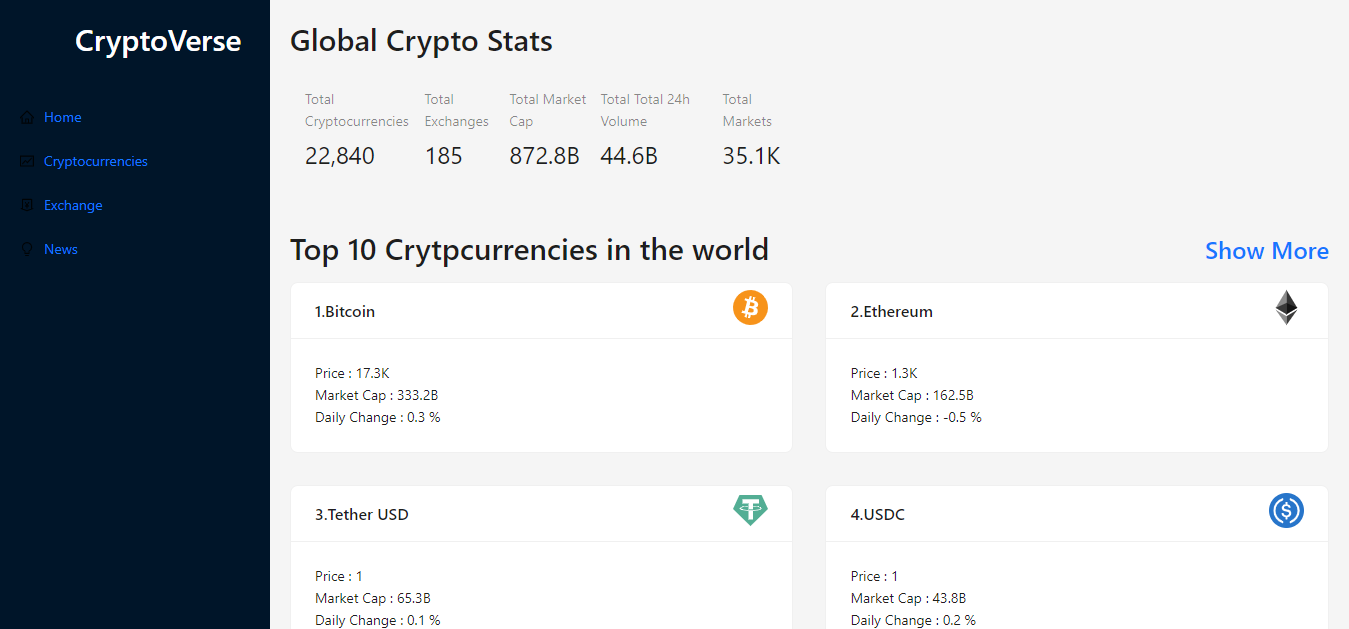 CryptoVerse
Home
Cryptocurrencies
Exchange
News
Global Crypto Stats
Total
Cryptocurrencies
22,840
Total
Exchanges
185
Total Market
Cap
872.8B
Total Total 24h
Volume
44.6B
Total
Markets
35.1K
Top 10 Crytpcurrencies in the world
Show More
1.Bitcoin
Price : 17.3K
Market Cap : 333.2B
Daily Change : 0.3 %
2.Ethereum
Price : 1.3K
Market Cap : 162.5B
Daily Change : -0.5 %
3.Tether USD
Price : 1
Market Cap : 65.3B
Daily Change : 0.1 %
4.USDC
Price : 1
Market Cap : 43.8B
Daily Change : 0.2 %